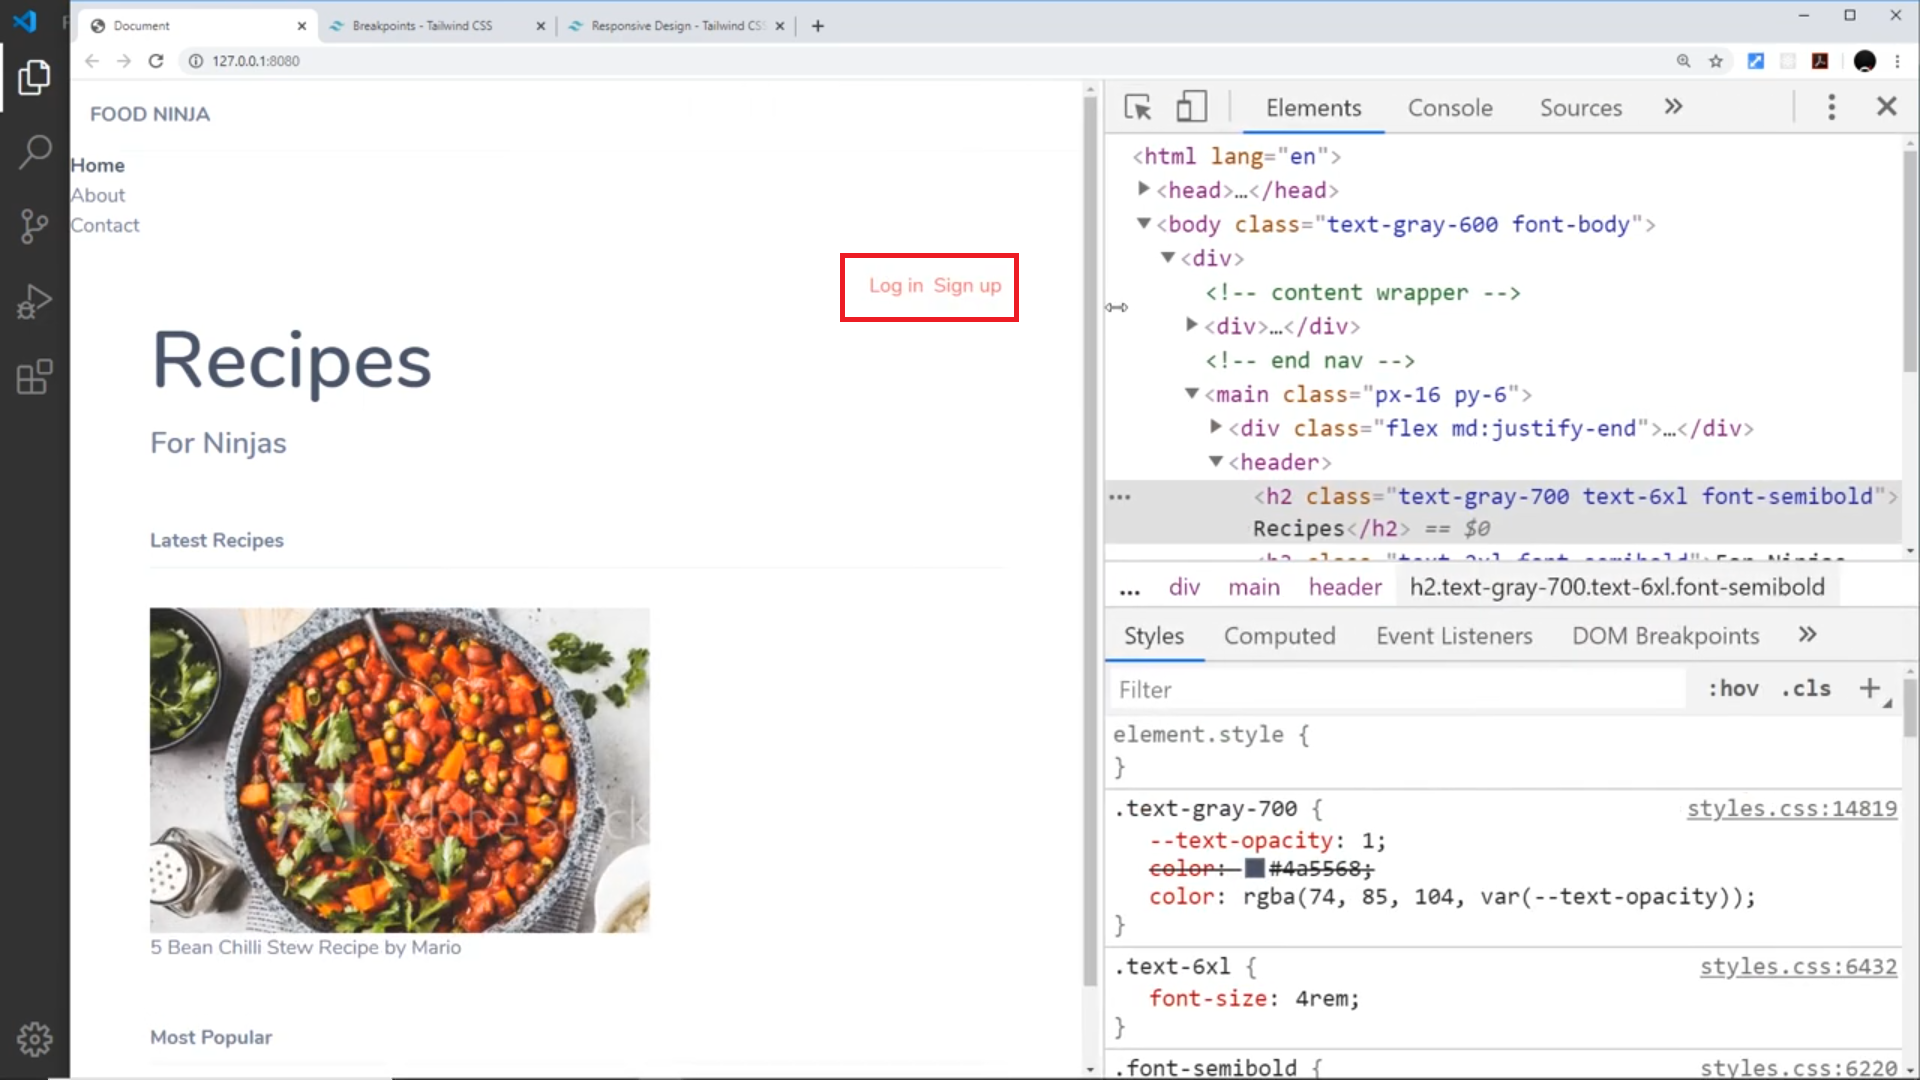 Document
Breakpoints - Tailwind CSS
Responsive Design - Tailwind CSS
127.0.0.1:8080
FOOD NINJA
Home
About
Contact
Log in Sign up
Recipes
For Ninjas
Latest Recipes
Adobe Stock
5 Bean Chilli Stew Recipe by Mario
Most Popular
Elements Console Sources »
<html lang="en">
▶<head>…</head>
▼<body class="text-gray-600 font-body">
▼<div>
<!-- content wrapper -->
▶<div>…</div>
<!-- end nav -->
▼<main class="px-16 py-6">
▶<div class="flex md:justify-end">…</div>
▼<header>
<h2 class="text-gray-700 text-6xl font-semibold">
Recipes</h2> == $0
... div main header h2.text-gray-700.text-6xl.font-semibold
Styles Computed Event Listeners DOM Breakpoints »
Filter :hov .cls +
element.style {
}
.text-gray-700 { styles.css:14819
--text-opacity: 1;
color: #4a5568;
color: rgba(74, 85, 104, var(--text-opacity));
}
.text-6xl { styles.css:6432
font-size: 4rem;
}
.font-semibold { styles.css:6220